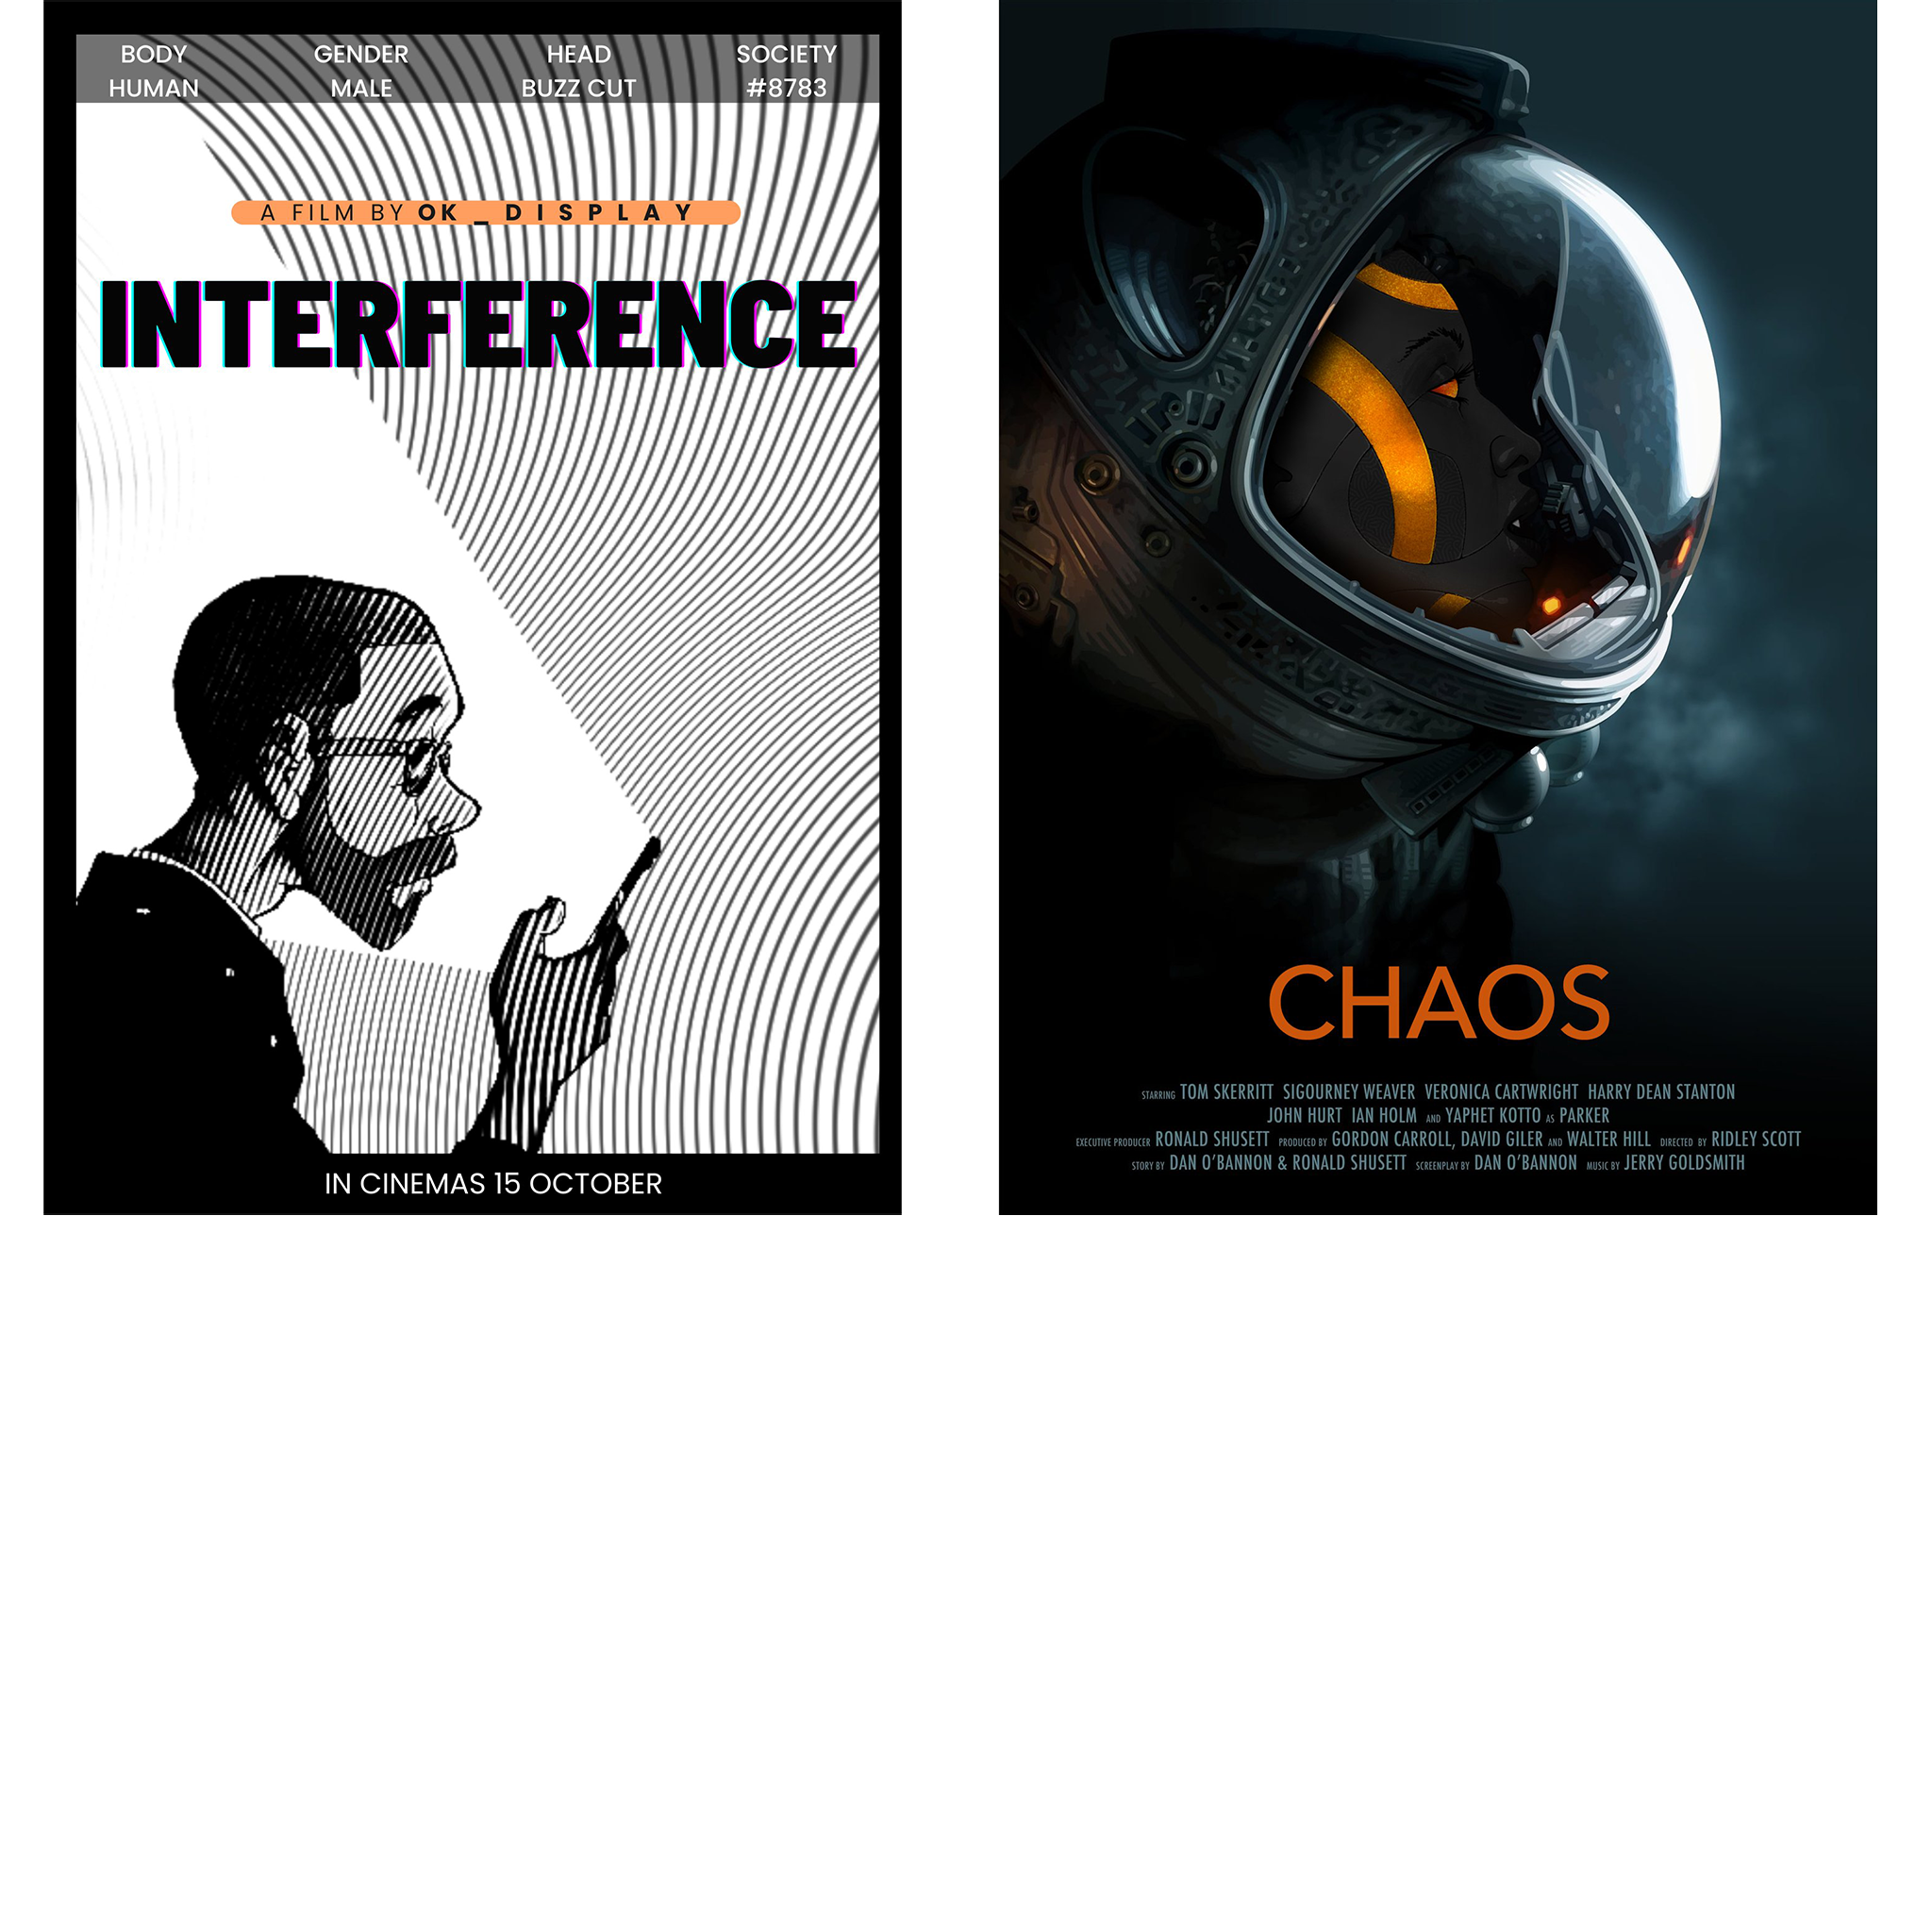 BODY GENDER HEAD SOCIETY
HUMAN MALE BUZZ CUT #8783
A FILM BY OK_DISPLAY
INTERFERENCE
IN CINEMAS 15 OCTOBER
CHAOS
STARRING TOM SKERRITT SIGOURNEY WEAVER VERONICA CARTWRIGHT HARRY DEAN STANTON
JOHN HURT IAN HOLM AND YAPHET KOTTO AS PARKER
EXECUTIVE PRODUCER RONALD SHUSETT PRODUCED BY GORDON CARROLL, DAVID GILER AND WALTER HILL DIRECTED BY RIDLEY SCOTT
STORY BY DAN O'BANNON & RONALD SHUSETT SCREENPLAY BY DAN O'BANNON MUSIC BY JERRY GOLDSMITH